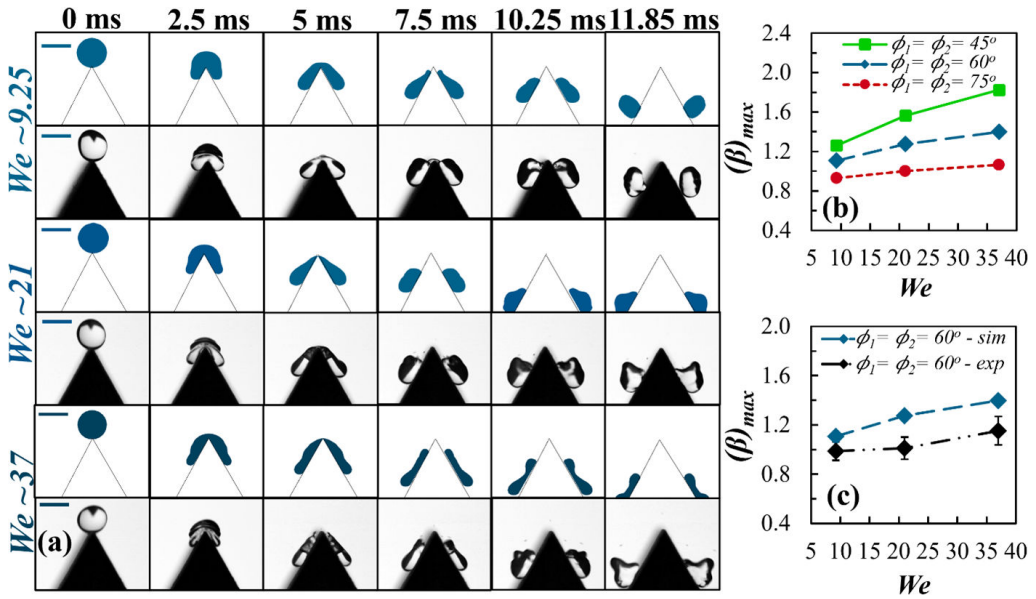 0 ms 2.5 ms 5 ms 7.5 ms 10.25 ms 11.85 ms
We ~9.25
We ~21
We ~37
(a)
2.4
2.0
1.6
1.2
0.8
0.4
(β)max
ϕ1= ϕ2= 45o
ϕ1= ϕ2= 60o
ϕ1= ϕ2= 75o
(b)
5 10 15 20 25 30 35 40
We
2.0
1.6
1.2
0.8
0.4
(β)max
ϕ1= ϕ2= 60o - sim
ϕ1= ϕ2= 60o - exp
(c)
5 10 15 20 25 30 35 40
We